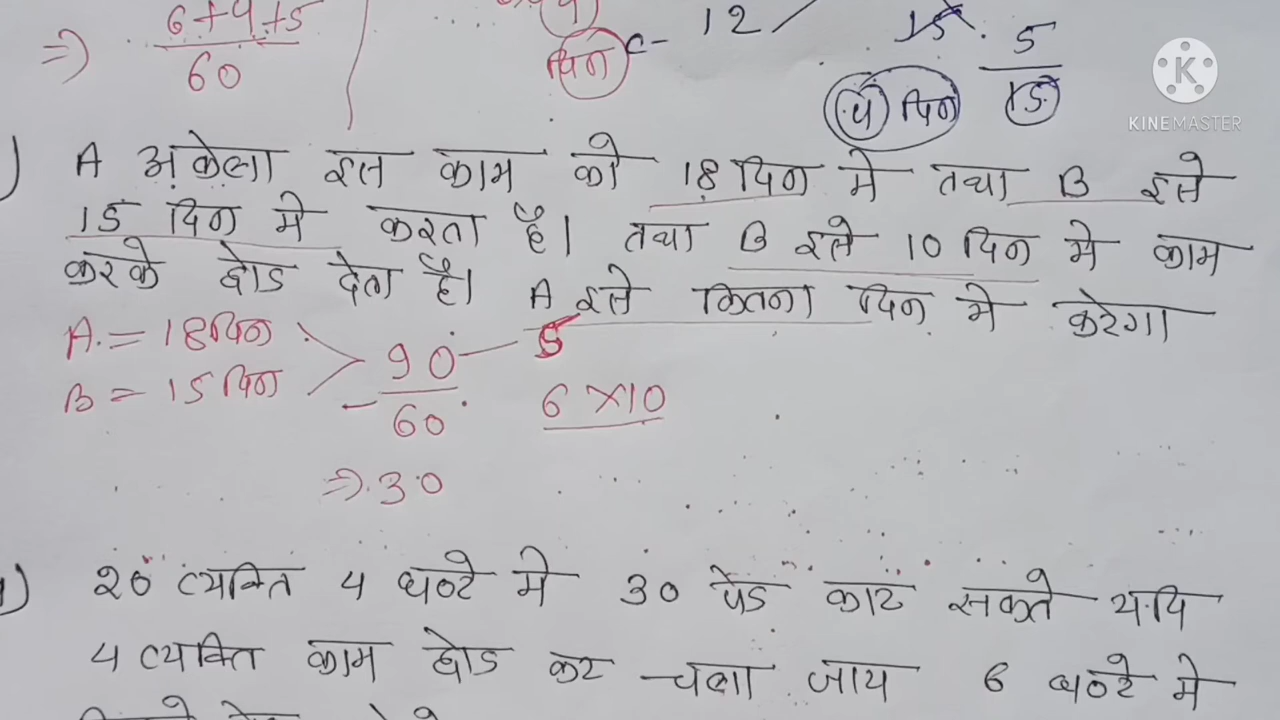 => 6+4+5
60
दिन
C- 12
15 5
15
4 दिन
KINEMASTER
) A अकेला इस काम को 18 दिन में तथा B इसे
15 दिन में करता है। तथा B इसे 10 दिन में काम
करके छोड देता है। A इसे कितना दिन में करेगा
A = 18 दिन
B = 15 दिन
90 - 5
- 60
6 × 10
=> 30
) 20 व्यक्ति 4 घण्टे में 30 पेड काट सकते यदि
4 व्यक्ति काम छोड कर चला जाय 6 घण्टे में